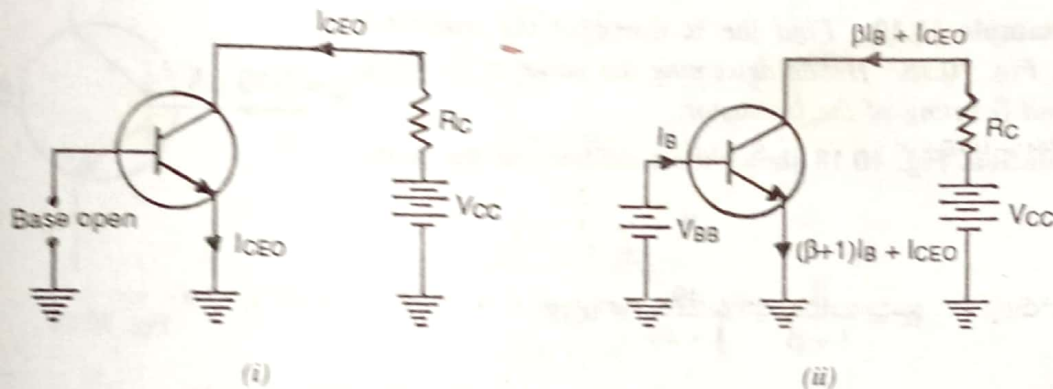 ICEO
RC
VCC
Base open
ICEO
(i)
βIB + ICEO
IB
RC
VBB
VCC
(β+1)IB + ICEO
(ii)